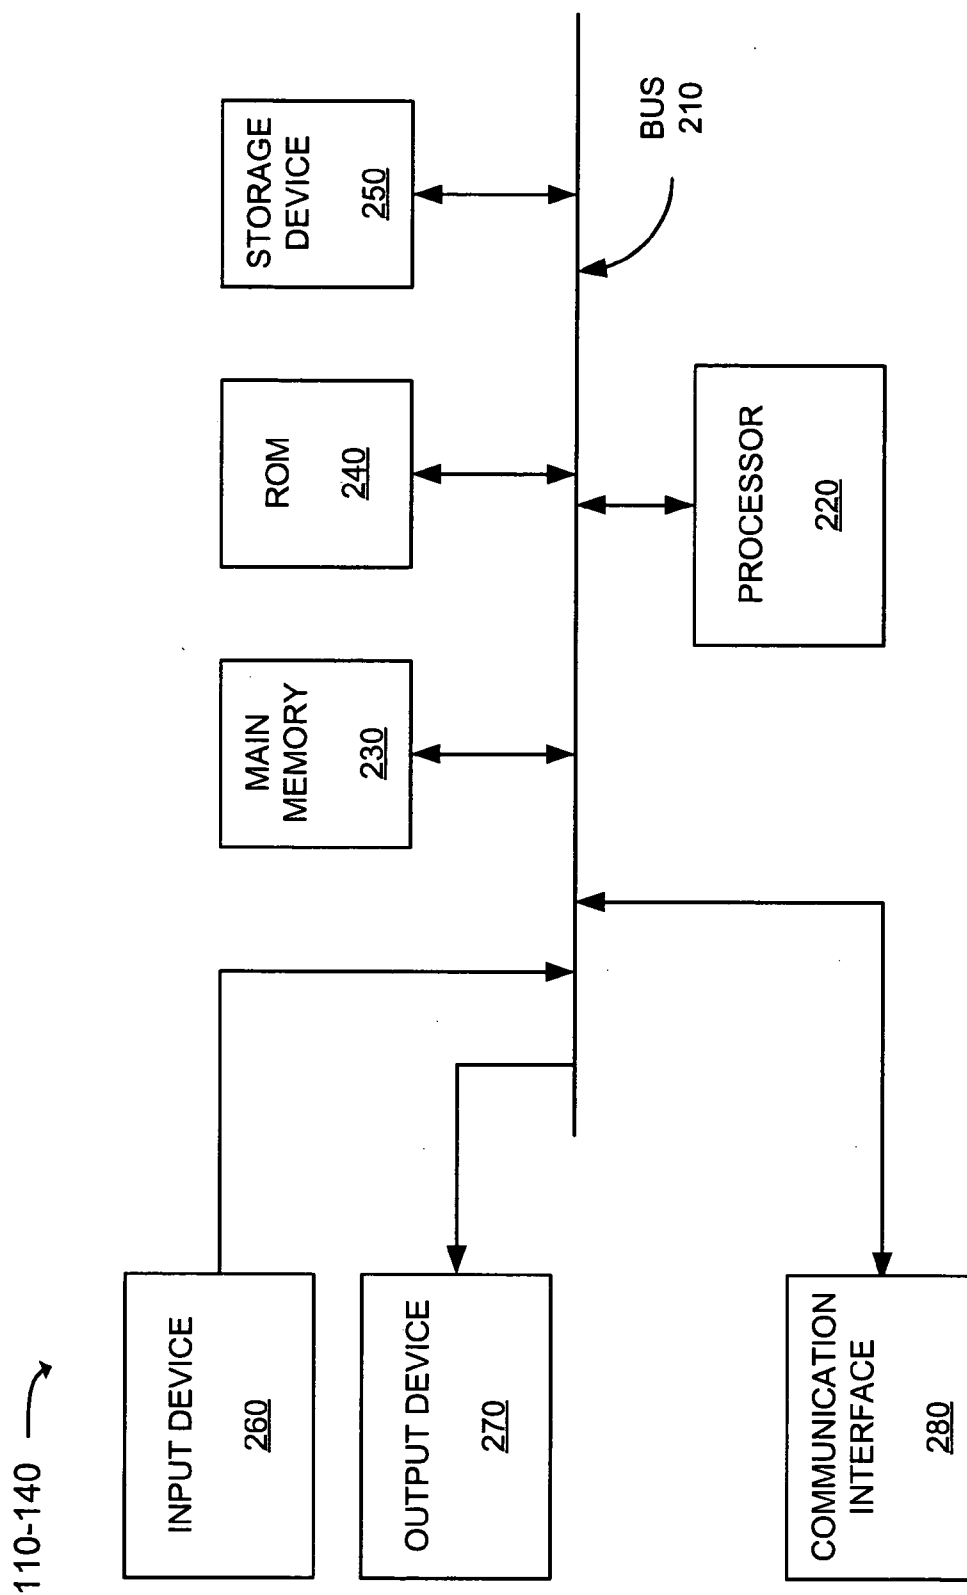 110-140
INPUT DEVICE
260
OUTPUT DEVICE
270
COMMUNICATION
INTERFACE
280
MAIN
MEMORY
230
ROM
240
STORAGE
DEVICE
250
PROCESSOR
220
BUS
210